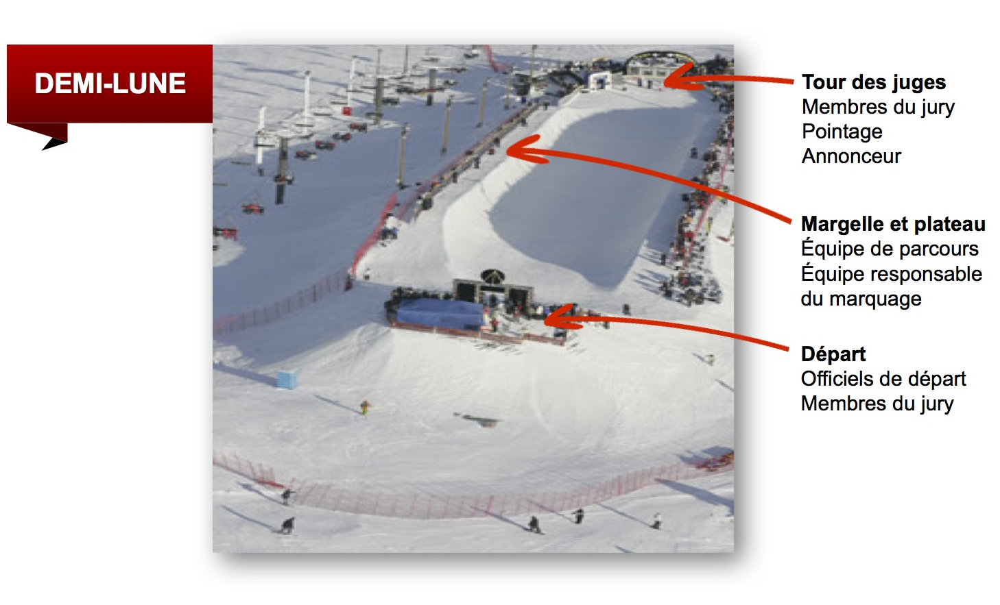 DEMI-LUNE
Tour des juges
Membres du jury
Pointage
Annonceur
Margelle et plateau
Équipe de parcours
Équipe responsable
du marquage
Départ
Officiels de départ
Membres du jury